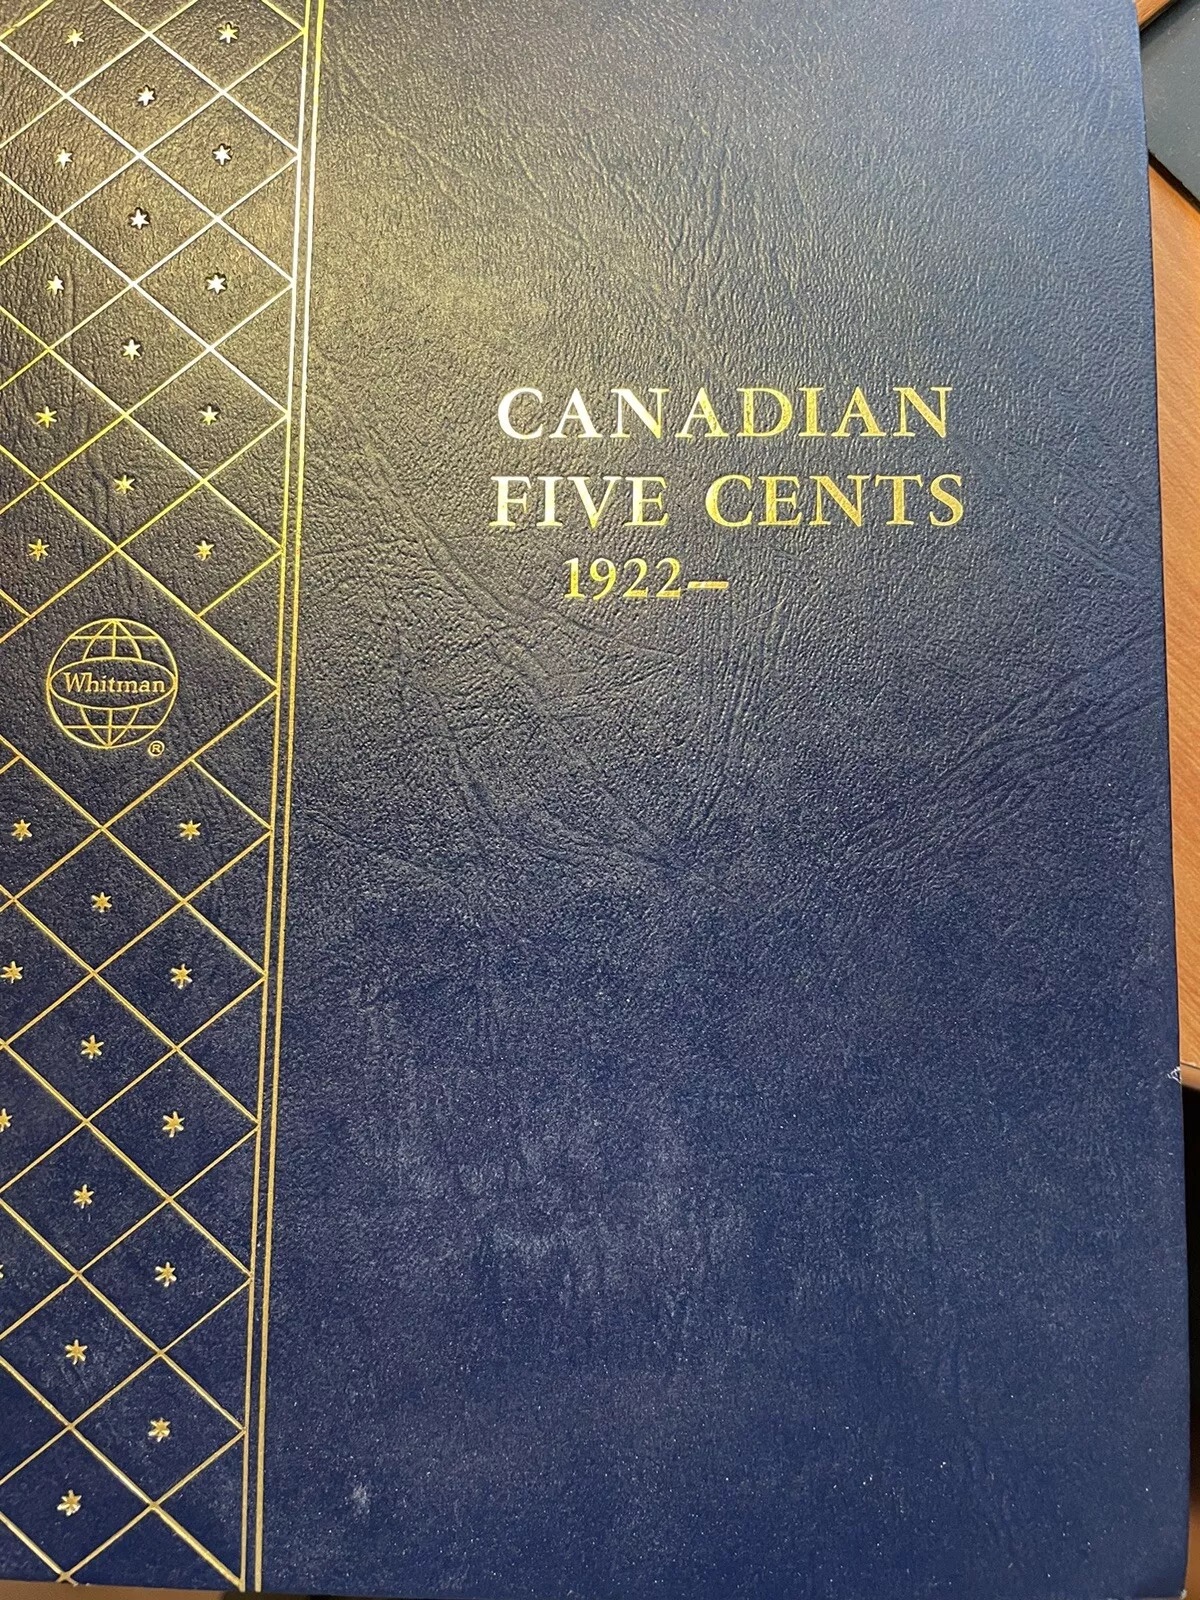 CANADIAN
FIVE CENTS
1922—
Whitman
®